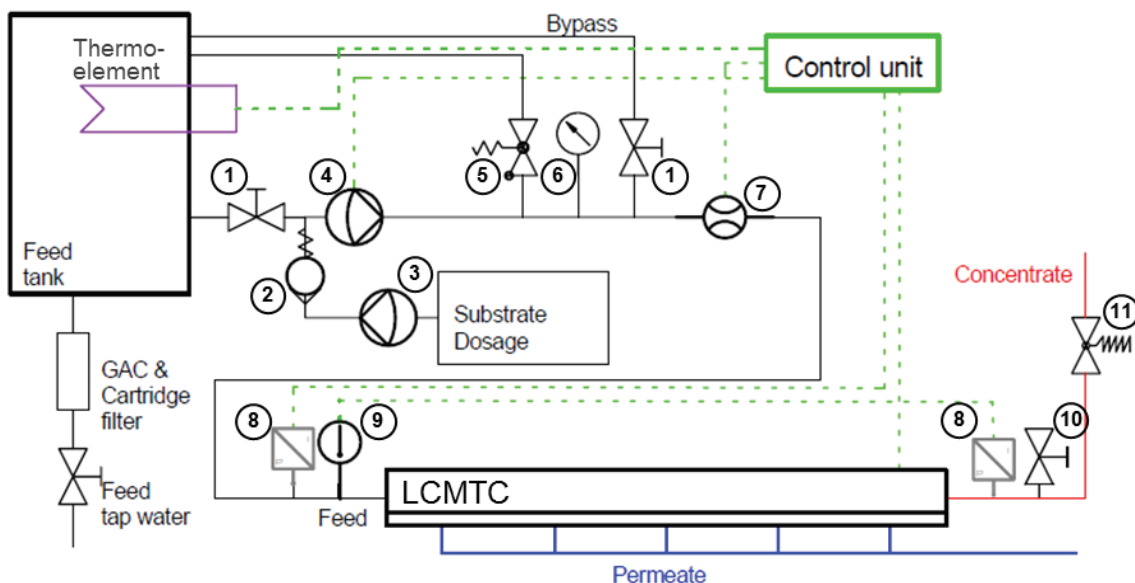 Bypass
Thermo-
element
Control unit
1
4
5
6
1
7
Feed
tank
2
3
Substrate
Dosage
Concentrate
11
GAC &
Cartridge
filter
8
9
8
10
Feed
tap water
LCMTC
Feed
Permeate